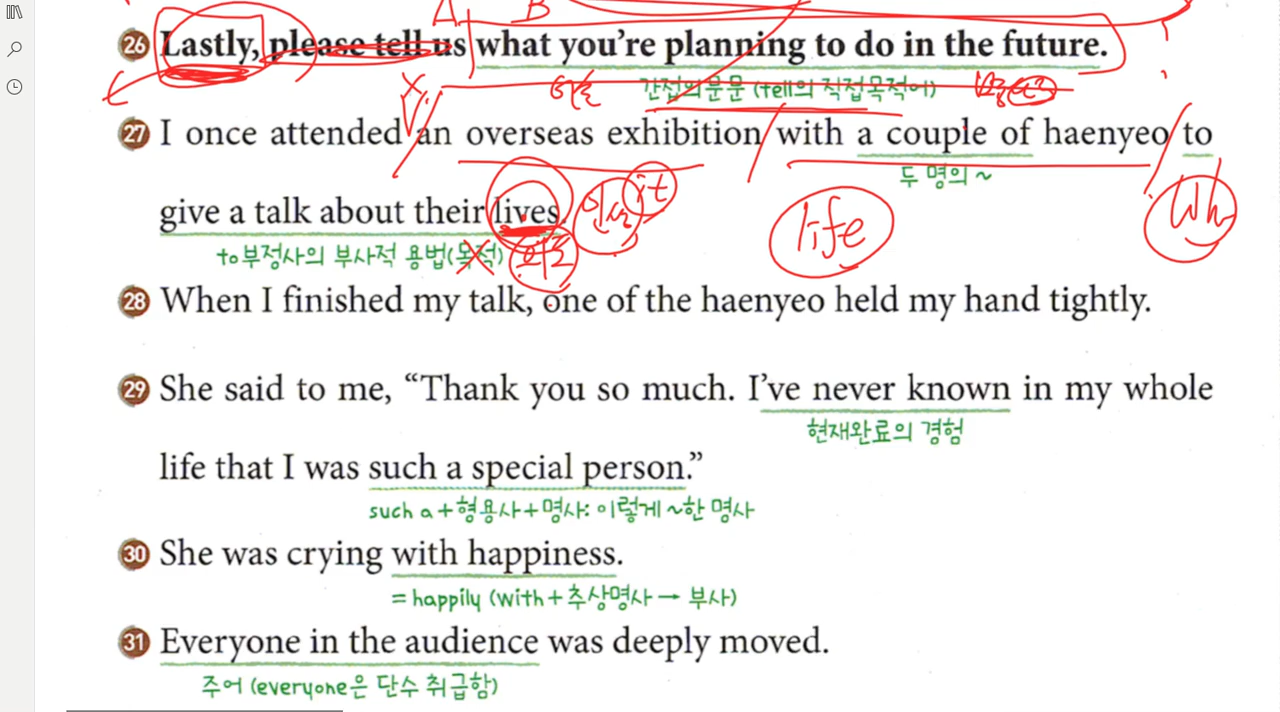 A B
26 Lastly, please tell us what you're planning to do in the future.
간접의문문 (tell의 직접목적어)
27 I once attended an overseas exhibition with a couple of haenyeo to
두 명의 ~
give a talk about their lives.
it
life
Why
to부정사의 부사적 용법(목적)
28 When I finished my talk, one of the haenyeo held my hand tightly.
29 She said to me, “Thank you so much. I've never known in my whole
현재완료의 경험
life that I was such a special person.”
such a + 형용사 + 명사: 이렇게 ~한 명사
30 She was crying with happiness.
= happily (with + 추상명사 → 부사)
31 Everyone in the audience was deeply moved.
주어 (everyone은 단수 취급함)